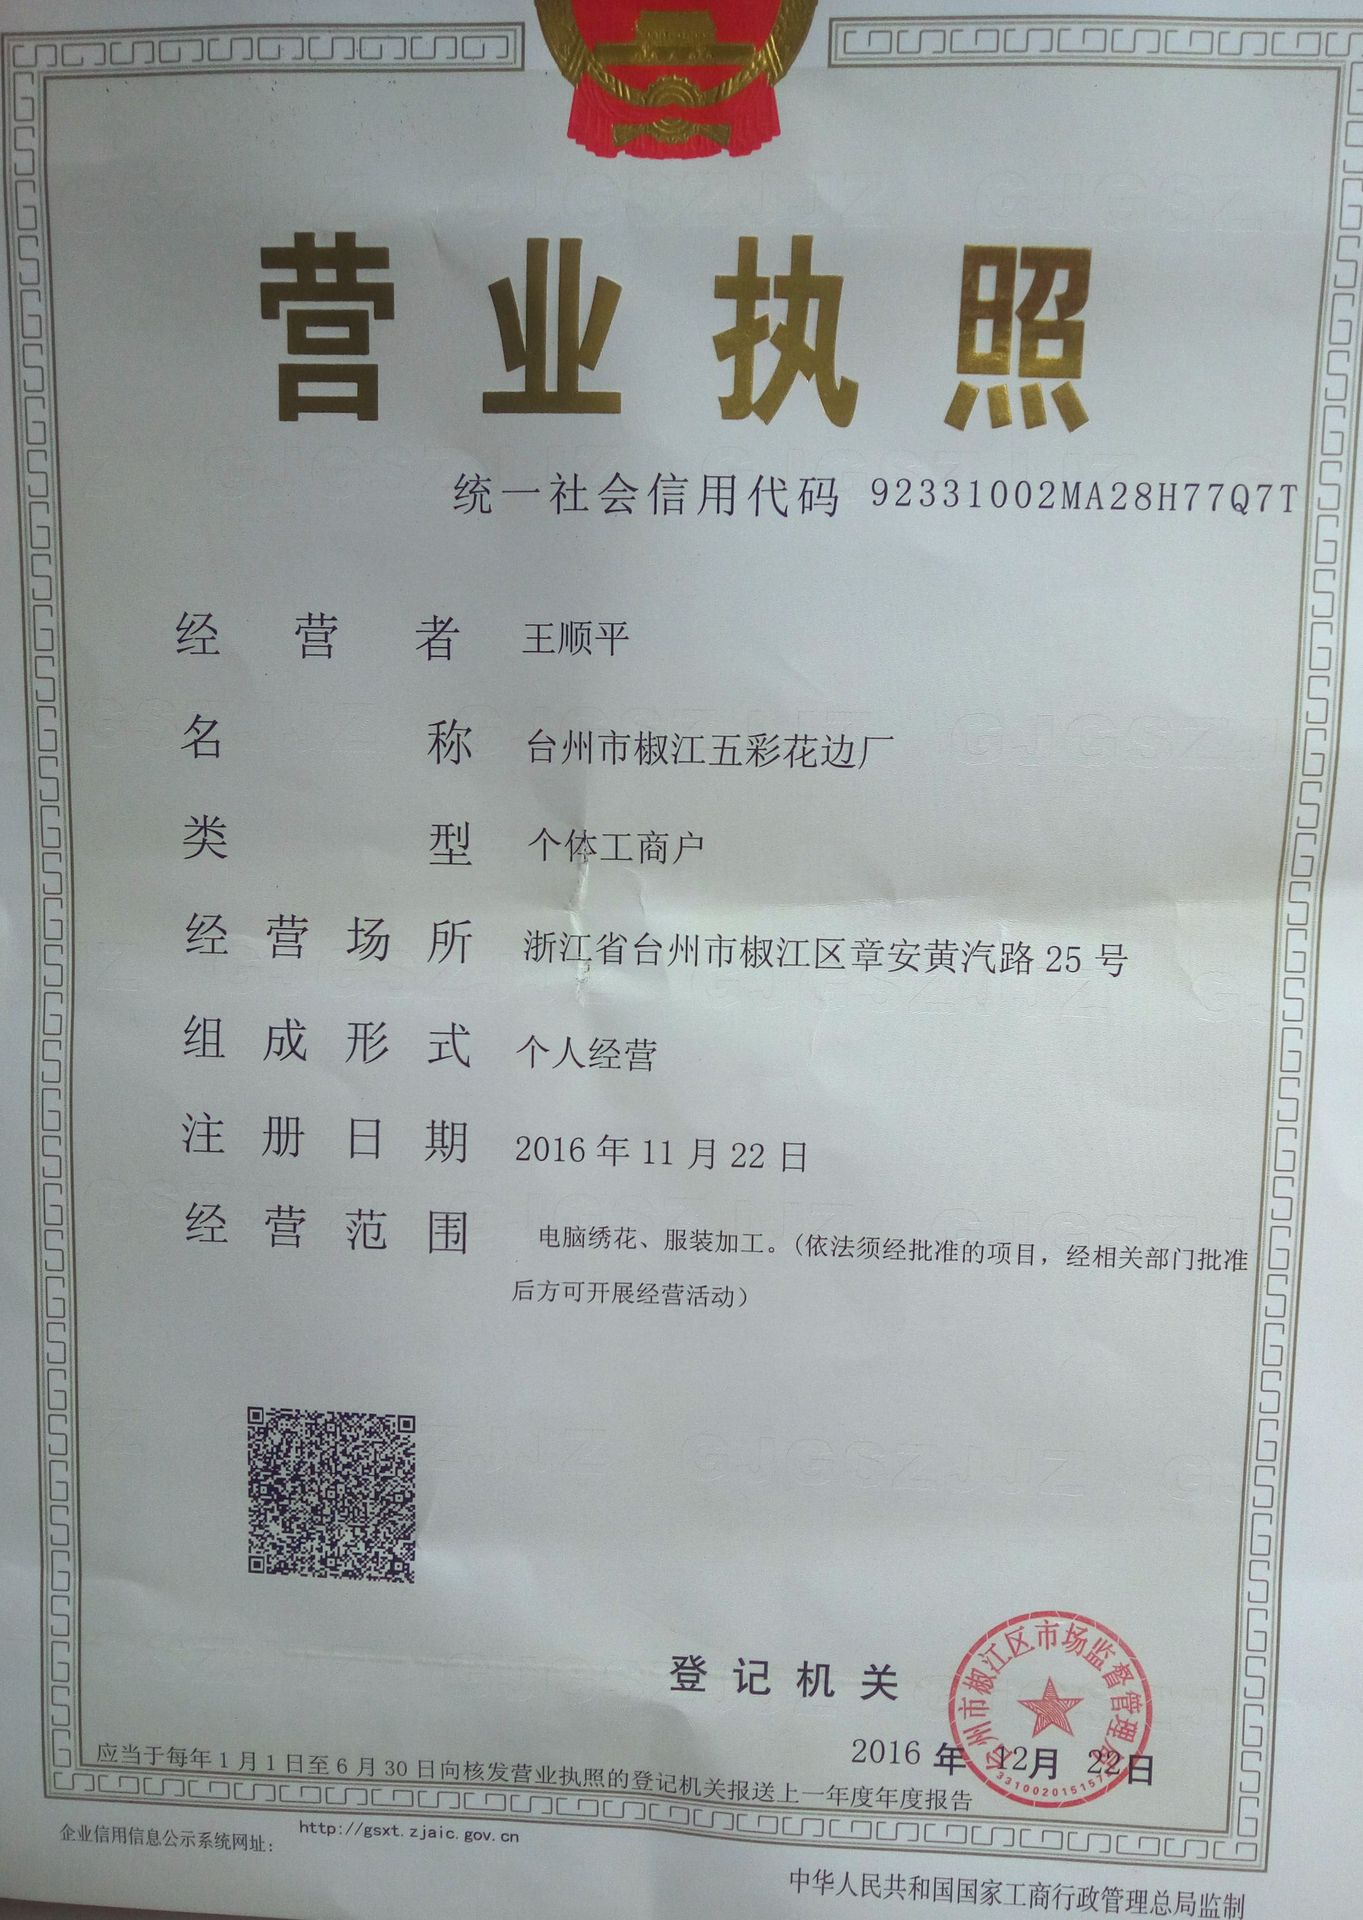 营业执照
统一社会信用代码 92331002MA28H77Q7T
经营者 王顺平
名称 台州市椒江五彩花边厂
类型 个体工商户
经营场所 浙江省台州市椒江区章安黄汽路25号
组成形式 个人经营
注册日期 2016年11月22日
经营范围 电脑绣花、服装加工。(依法须经批准的项目，经相关部门批准
后方可开展经营活动)
登记机关
台州市椒江区市场监督管理局
2016年12月22日
应当于每年1月1日至6月30日向核发营业执照的登记机关报送上一年度年度报告
企业信用信息公示系统网址： http://gsxt.zjaic.gov.cn
中华人民共和国国家工商行政管理总局监制